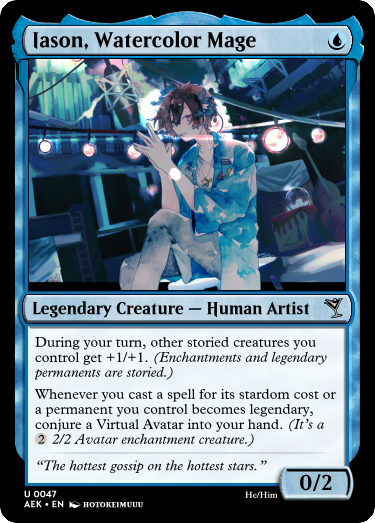 Jason, Watercolor Mage
Legendary Creature — Human Artist
During your turn, other storied creatures you
control get +1/+1. (Enchantments and legendary
permanents are storied.)
Whenever you cast a spell for its stardom cost or
a permanent you control becomes legendary,
conjure a Virtual Avatar into your hand. (It's a
2 2/2 Avatar enchantment creature.)
“The hottest gossip on the hottest stars.”
0/2
U 0047
He/Him
AEK • EN HOTOKEIMUUU